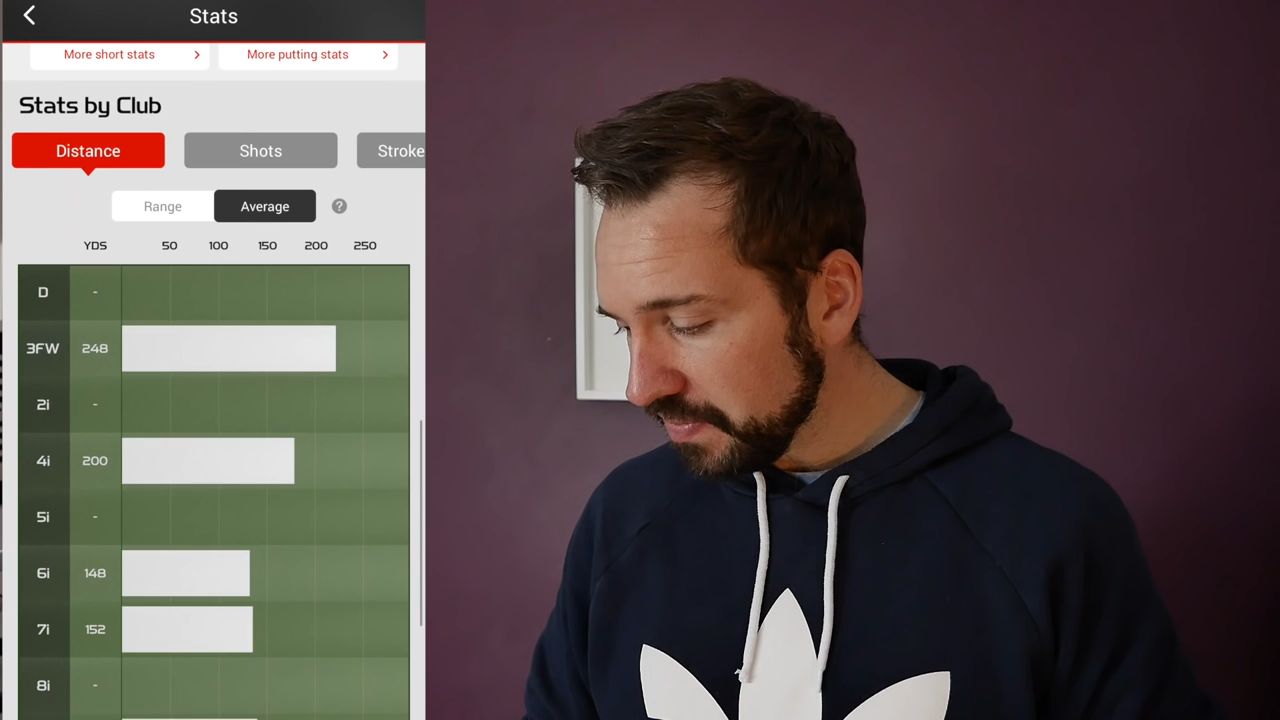 Stats
More short stats
More putting stats
Stats by Club
Distance Shots Stroke
Range Average ?
YDS 50 100 150 200 250
D -
3FW 248
2i -
4i 200
5i -
6i 148
7i 152
8i -